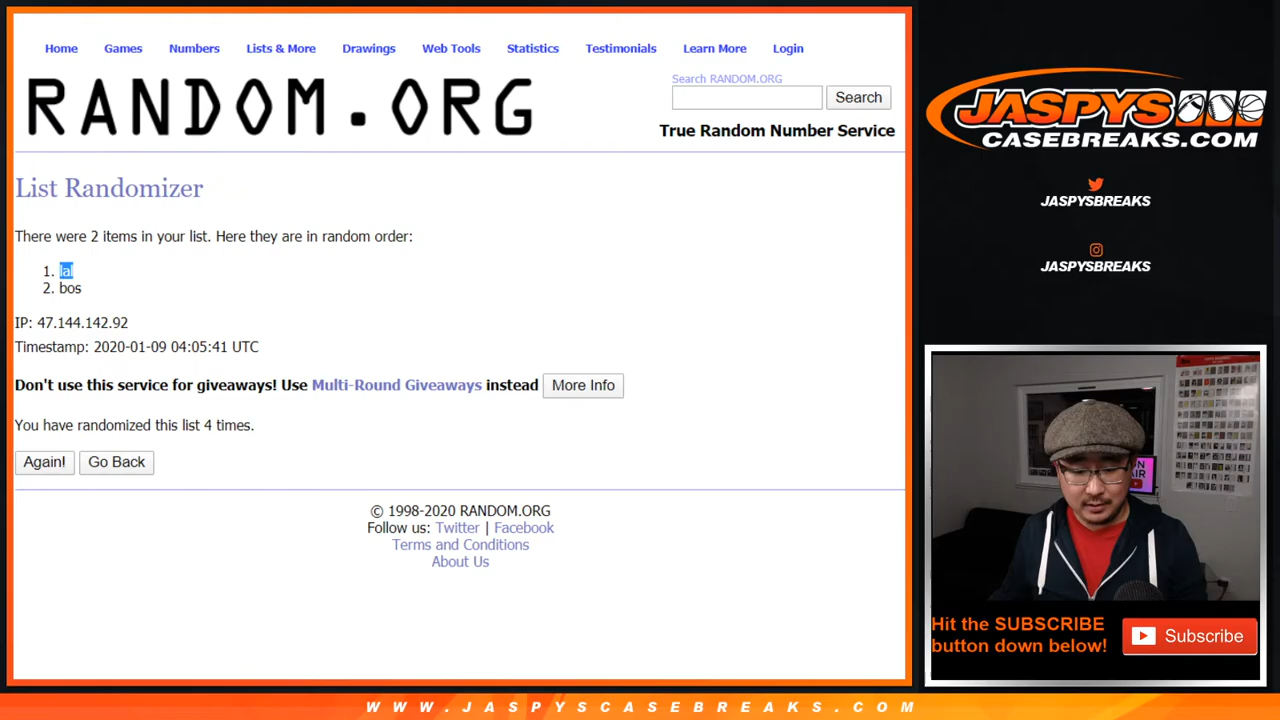 Home Games Numbers Lists & More Drawings Web Tools Statistics Testimonials Learn More Login
RANDOM.ORG
Search RANDOM.ORG
Search
True Random Number Service
List Randomizer
There were 2 items in your list. Here they are in random order:
1. lal
2. bos
IP: 47.144.142.92
Timestamp: 2020-01-09 04:05:41 UTC
Don't use this service for giveaways! Use Multi-Round Giveaways instead More Info
You have randomized this list 4 times.
Again! Go Back
© 1998-2020 RANDOM.ORG
Follow us: Twitter | Facebook
Terms and Conditions
About Us
JASPYS
CASEBREAKS.COM
JASPYSBREAKS
JASPYSBREAKS
ON
AIR
Hit the SUBSCRIBE
button down below!
Subscribe
WWW.JASPYSCASEBREAKS.COM